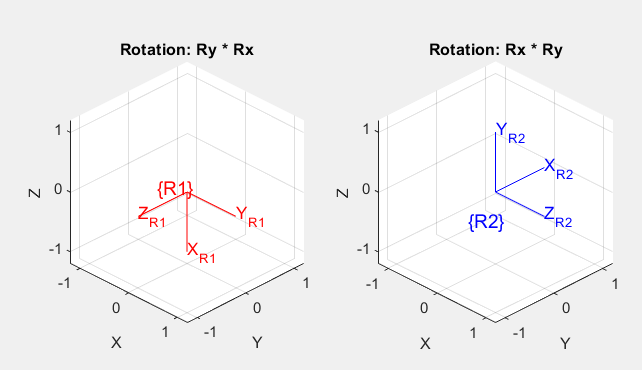 Rotation: Ry * Rx
1
0
-1
Z
{R1}
Z_R1
Y_R1
X_R1
-1
0
1
X
-1
0
1
Y
Rotation: Rx * Ry
1
0
-1
Z
Y_R2
X_R2
Z_R2
{R2}
-1
0
1
X
-1
0
1
Y